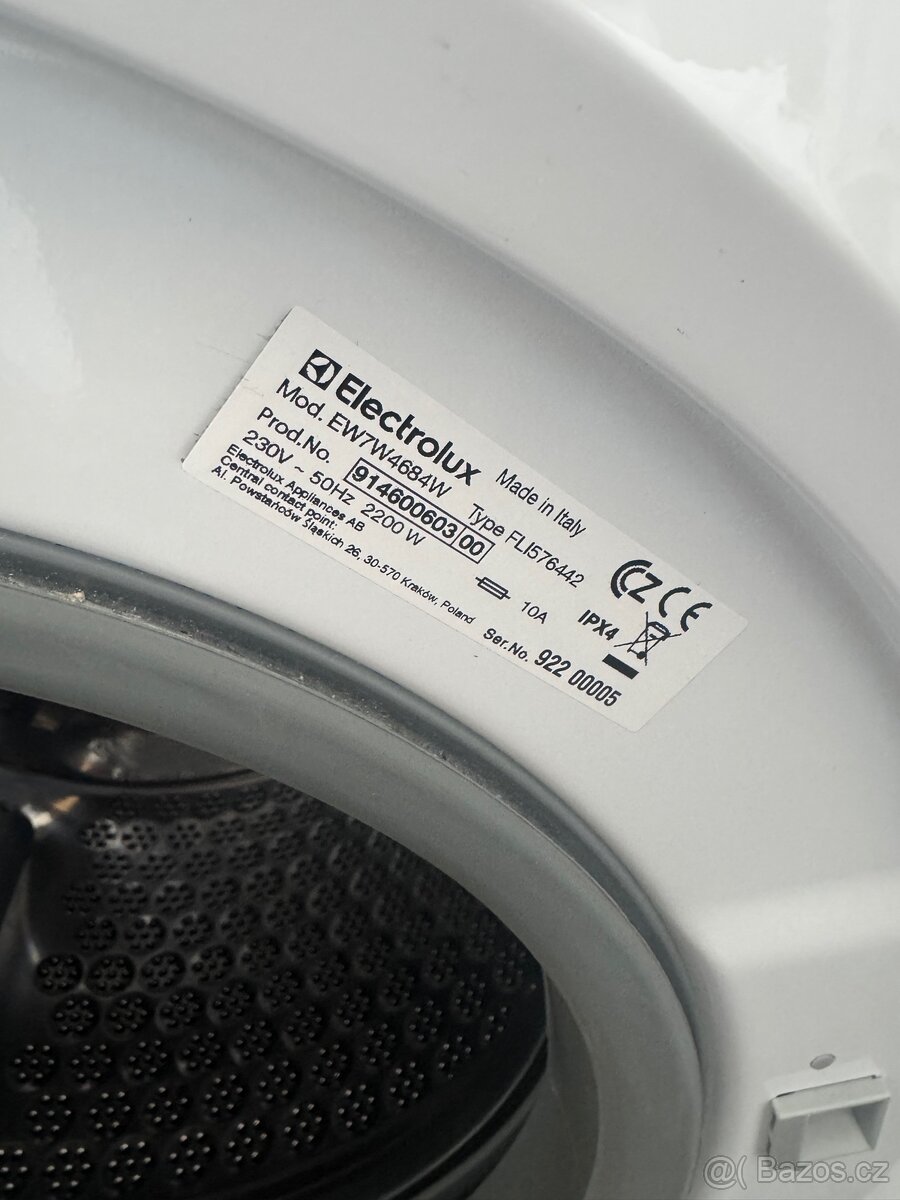 Electrolux Made in Italy
Mod. EW7W4684W Type FLI576442
Prod.No. 914600603 00
230V ~ 50Hz 2200 W 10A IPX4
Electrolux Appliances AB
Central contact point:
Al. Powstańców Śląskich 26, 30-570 Kraków, Poland
Ser.No. 922 00005
CE
@( Bazos.cz